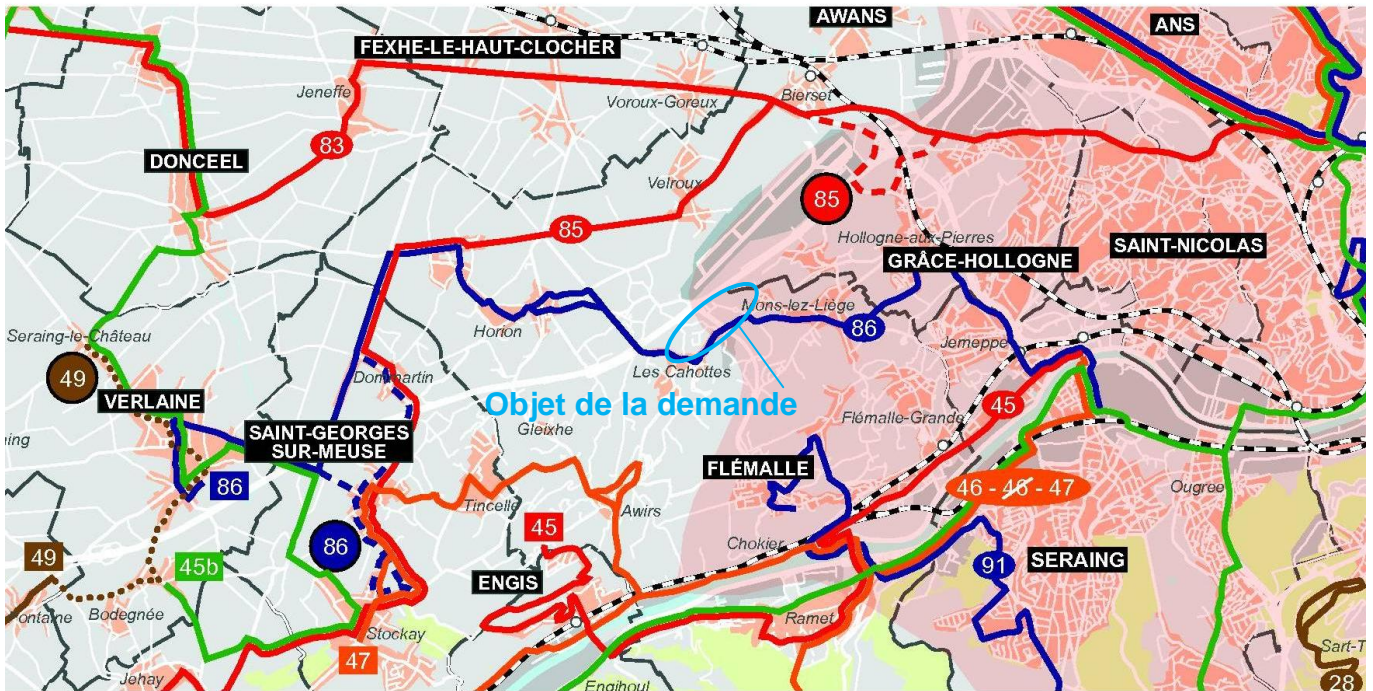 AWANS
ANS
FEXHE-LE-HAUT-CLOCHER
Jeneffe
Voroux-Goreux
Bierset
83
DONCEEL
Velroux
85
85
Hollogne-aux-Pierres
SAINT-NICOLAS
GRÂCE-HOLLOGNE
Mons-lez-Liège
Horion
86
Seraing-le-Château
Jemeppe
49
Les Cahottes
Dommartin
VERLAINE
Objet de la demande
45
SAINT-GEORGES
SUR-MEUSE
Gleixhe
Flémalle-Grande
FLÉMALLE
86
46 - 46 - 47
Ougree
Tincelle
Awirs
45
Chokier
86
49
45b
ENGIS
91
SERAING
Bodegnée
Ramet
Stockay
47
Jehay
Engihoul
Sart-T
28